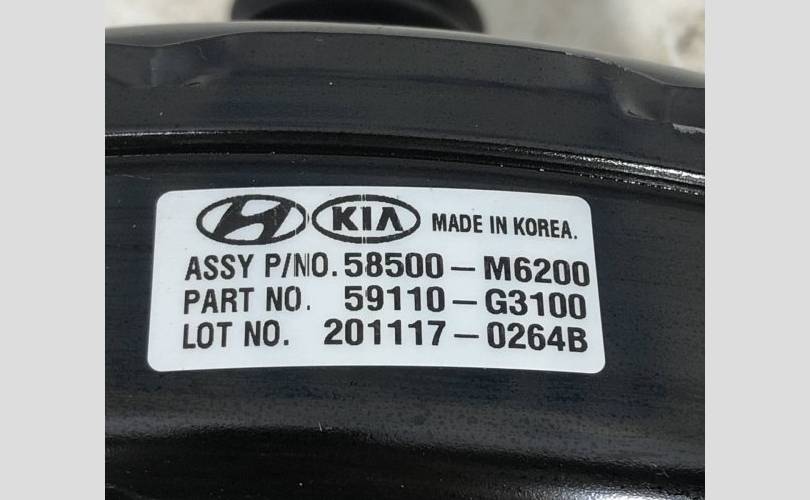 KIA MADE IN KOREA.
ASSY P/NO. 58500-M6200
PART NO. 59110-G3100
LOT NO. 201117-0264B